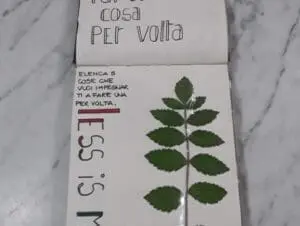 cosa
PER VOLTA
ELENCA 5
COSE CHE
VUOI IMPEGNAR
TI A FARE UNA
PER VOLTA.
lESS iS M